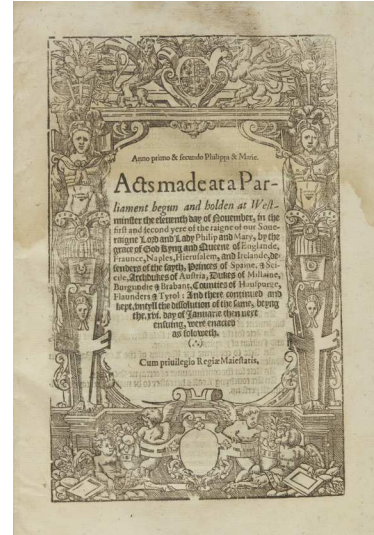 Anno primo & secundo Philippi & Marie.
Acts made at a Par-
liament begun and holden at West-
minster the eleuenth day of Nouember, in the
first and second yere of the raigne of our Soue-
raigne Lord and Lady Philip and Mary, by the
grace of God Kyng and Queene of Englande,
Fraunce, Naples, Hierusalem, and Irelande, de-
fenders of the fayth, Princes of Spaine, & Sci-
cile, Archdukes of Austria, Dukes of Millaine,
Burgundie & Brabant, Counties of Haspurge,
Flaunders & Tyrol: And there continued and
kept, vntyll the dissolution of the same, beyng
the .xvi. day of Januarie then next
ensuing, were enacted
as foloweth.
(∴)
Cum priuilegio Regiæ Maiestatis,